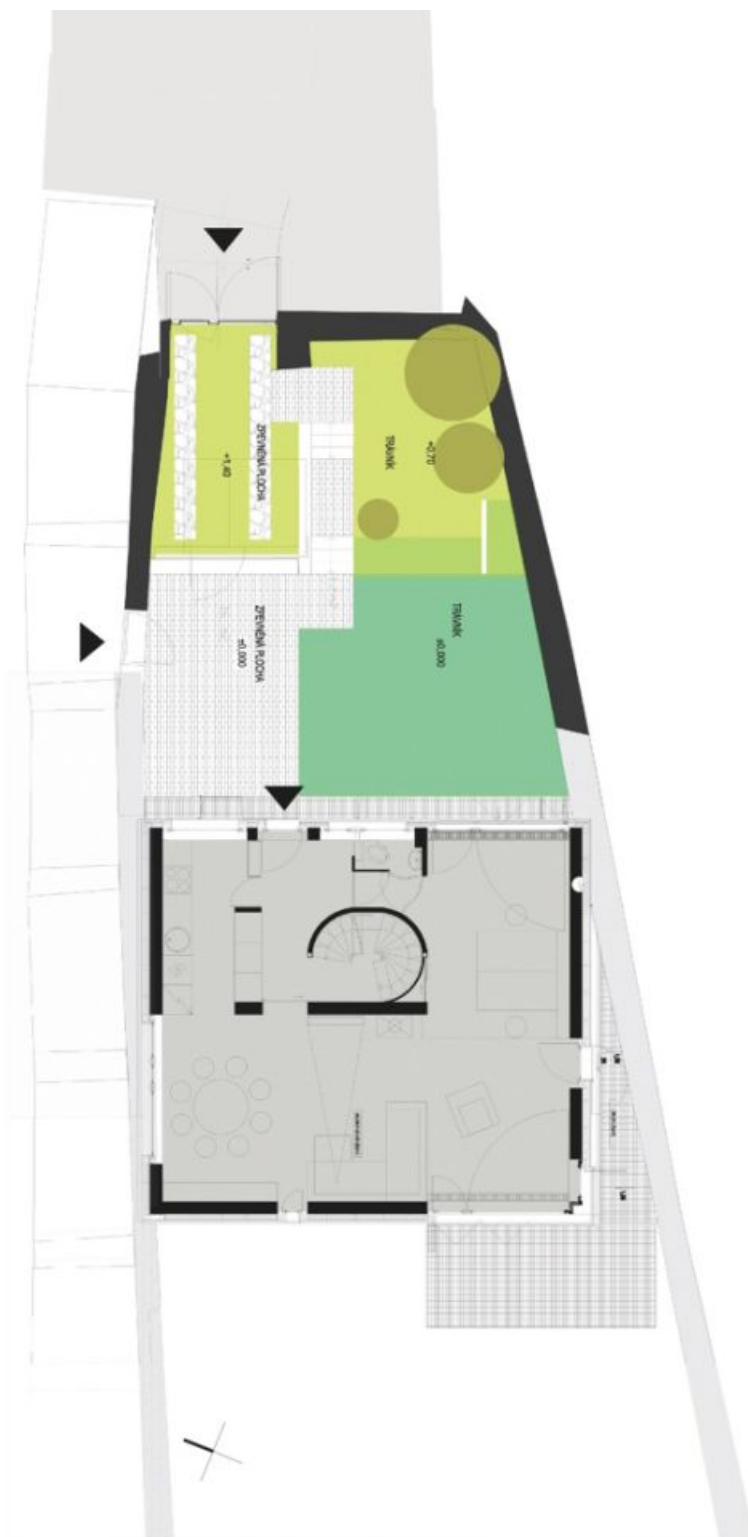 ZPEVNĚNÁ PLOCHA
+1,40
TRÁVNÍK
+0,70
ZPEVNĚNÁ PLOCHA
±0,000
TRÁVNÍK
±0,000